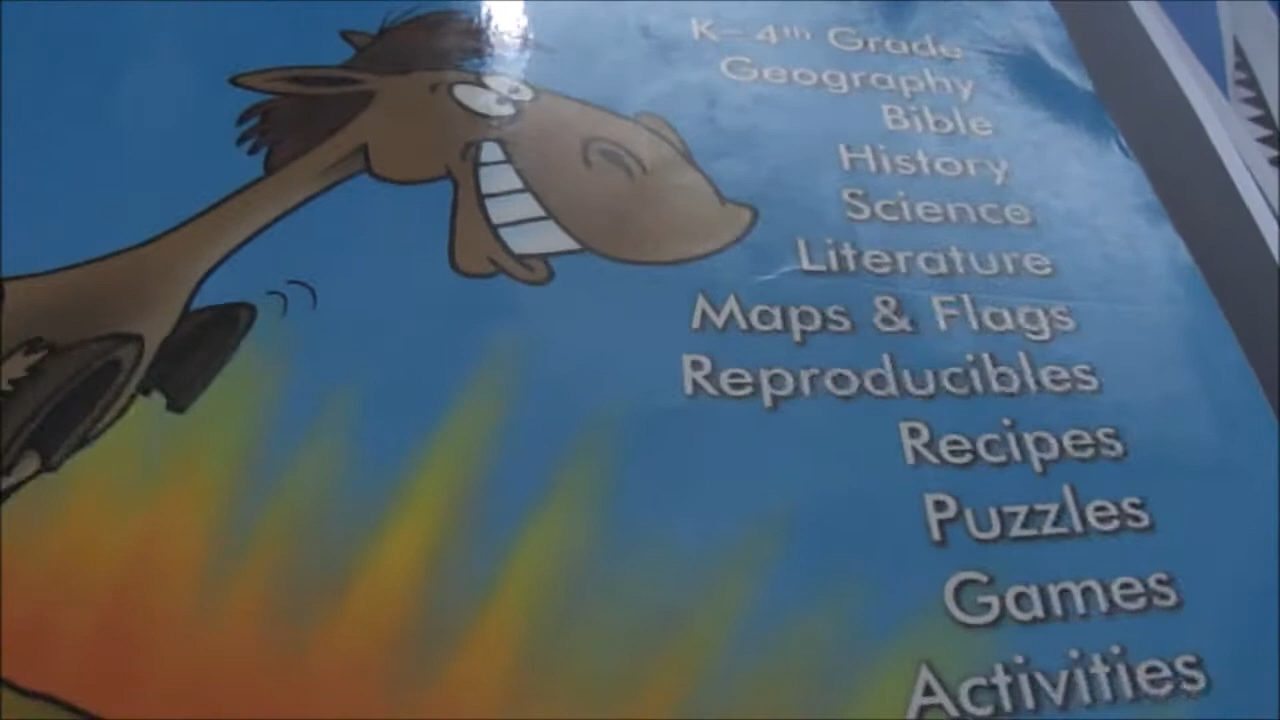 K-4th Grade
Geography
Bible
History
Science
Literature
Maps & Flags
Reproducibles
Recipes
Puzzles
Games
Activities